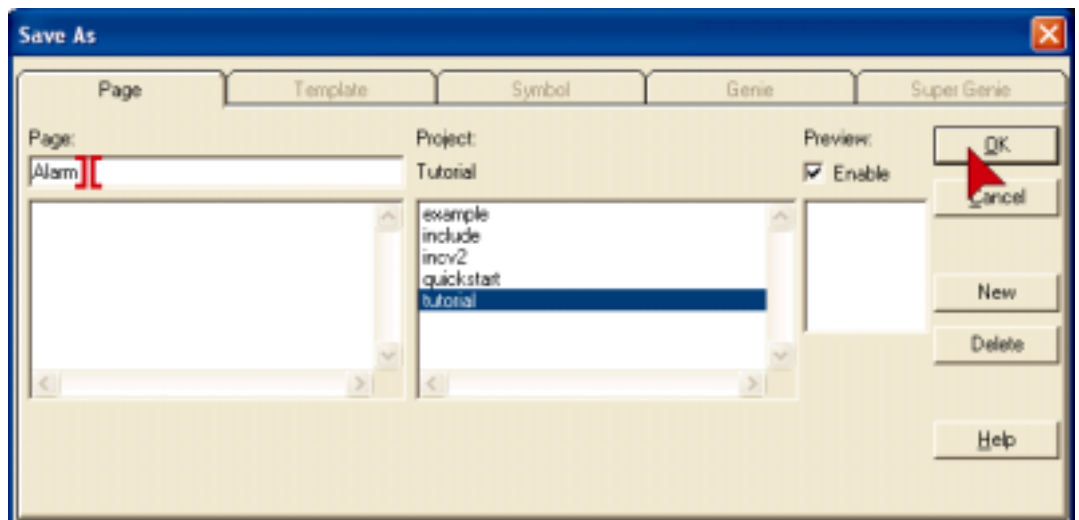 Save As
Page
Template
Symbol
Genie
Super Genie
Page:
Alarm
Project:
Tutorial
example
include
incv2
quickstart
tutorial
Preview:
Enable
OK
Cancel
New
Delete
Help